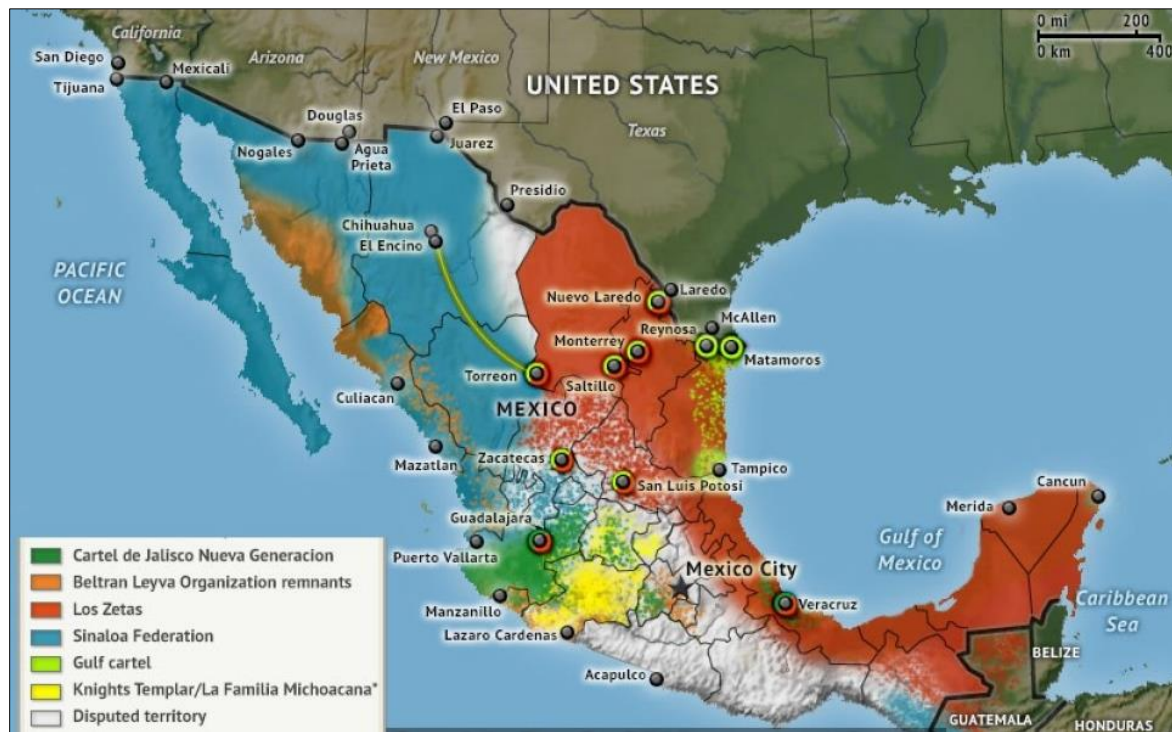 California
San Diego
Tijuana
Mexicali
Arizona
New Mexico
UNITED STATES
0 mi 200
0 km 400
Douglas
El Paso
Nogales
Agua
Prieta
Juarez
Texas
Presidio
Chihuahua
El Encino
PACIFIC
OCEAN
Nuevo Laredo
Laredo
McAllen
Reynosa
Monterrey
Matamoros
Torreon
Saltillo
Culiacan
MEXICO
Mazatlan
Zacatecas
Tampico
San Luis Potosi
Cancun
Merida
Guadalajara
Gulf of
Mexico
Puerto Vallarta
Mexico City
Manzanillo
Veracruz
Caribbean
Sea
Lazaro Cardenas
BELIZE
Acapulco
GUATEMALA
HONDURAS
Cartel de Jalisco Nueva Generacion
Beltran Leyva Organization remnants
Los Zetas
Sinaloa Federation
Gulf cartel
Knights Templar/La Familia Michoacana*
Disputed territory